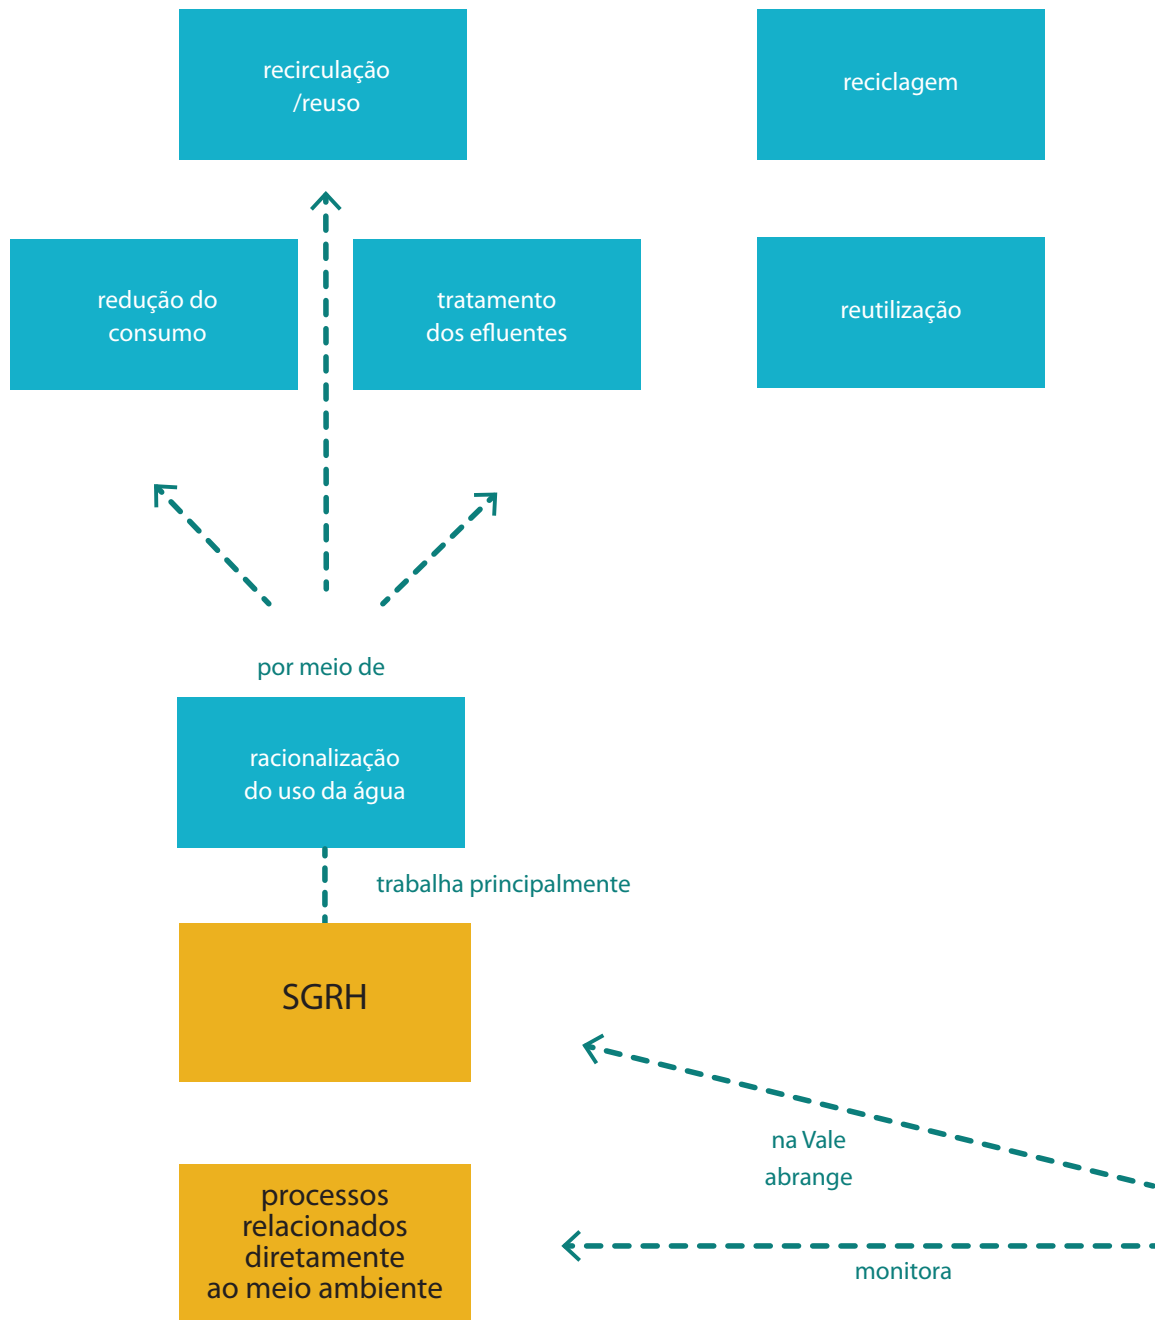 recirculação
/reuso
reciclagem
redução do
consumo
tratamento
dos efluentes
reutilização
por meio de
racionalização
do uso da água
trabalha principalmente
SGRH
na Vale
abrange
processos
relacionados
diretamente
ao meio ambiente
monitora